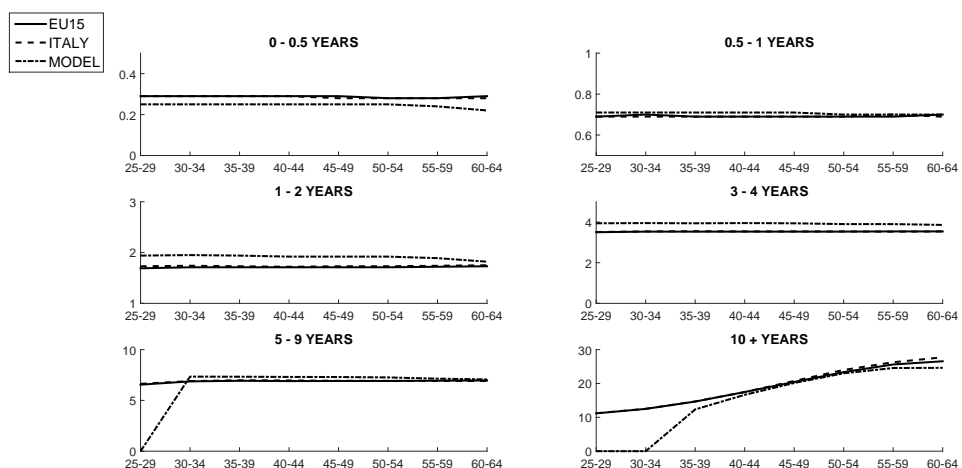 EU15
ITALY
MODEL
0 - 0.5 YEARS
0.4
0.2
0
25-29 30-34 35-39 40-44 45-49 50-54 55-59 60-64
0.5 - 1 YEARS
1
0.8
0.6
25-29 30-34 35-39 40-44 45-49 50-54 55-59 60-64
1 - 2 YEARS
3
2
1
25-29 30-34 35-39 40-44 45-49 50-54 55-59 60-64
3 - 4 YEARS
4
2
0
25-29 30-34 35-39 40-44 45-49 50-54 55-59 60-64
5 - 9 YEARS
10
5
0
25-29 30-34 35-39 40-44 45-49 50-54 55-59 60-64
10 + YEARS
30
20
10
0
25-29 30-34 35-39 40-44 45-49 50-54 55-59 60-64